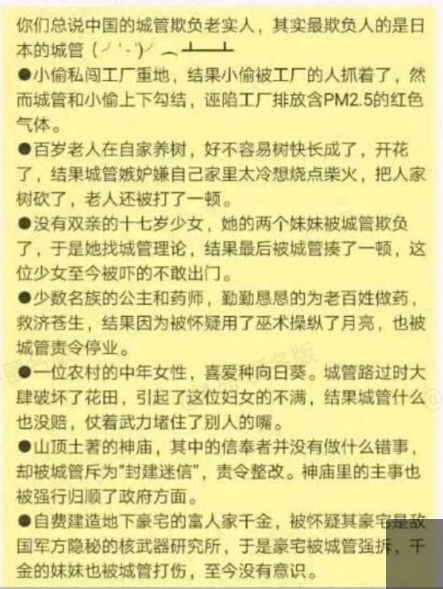 你们总说中国的城管欺负老实人，其实最欺负人的是日
本的城管（╯‵□′)╯︵┻━┻
●小偷私闯工厂重地，结果小偷被工厂的人抓着了，然
而城管和小偷上下勾结，诬陷工厂排放含PM2.5的红色
气体。
●百岁老人在自家养树，好不容易树快长成了，开花
了，结果城管嫉妒嫌自己家里太冷想烧点柴火，把人家
树砍了，老人还被打了一顿。
●没有双亲的十七岁少女，她的两个妹妹被城管欺负
了，于是她找城管理论，结果最后被城管揍了一顿，这
位少女至今被吓的不敢出门。
●少数名族的公主和药师，勤勤恳恳的为老百姓做药，
救济苍生，结果因为被怀疑用了巫术操纵了月亮，也被
城管责令停业。
●一位农村的中年女性，喜爱种向日葵。城管路过时大
肆破坏了花田，引起了这位妇女的不满，结果城管什么
也没赔，仗着武力堵住了别人的嘴。
●山顶土著的神庙，其中的信奉者并没有做什么错事，
却被城管斥为“封建迷信”，责令整改。神庙里的主事也
被强行归顺了政府方面。
●自费建造地下豪宅的富人家千金，被怀疑其豪宅是敌
国军方隐秘的核武器研究所，于是豪宅被城管强拆，千
金的妹妹也被城管打伤，至今没有意识。